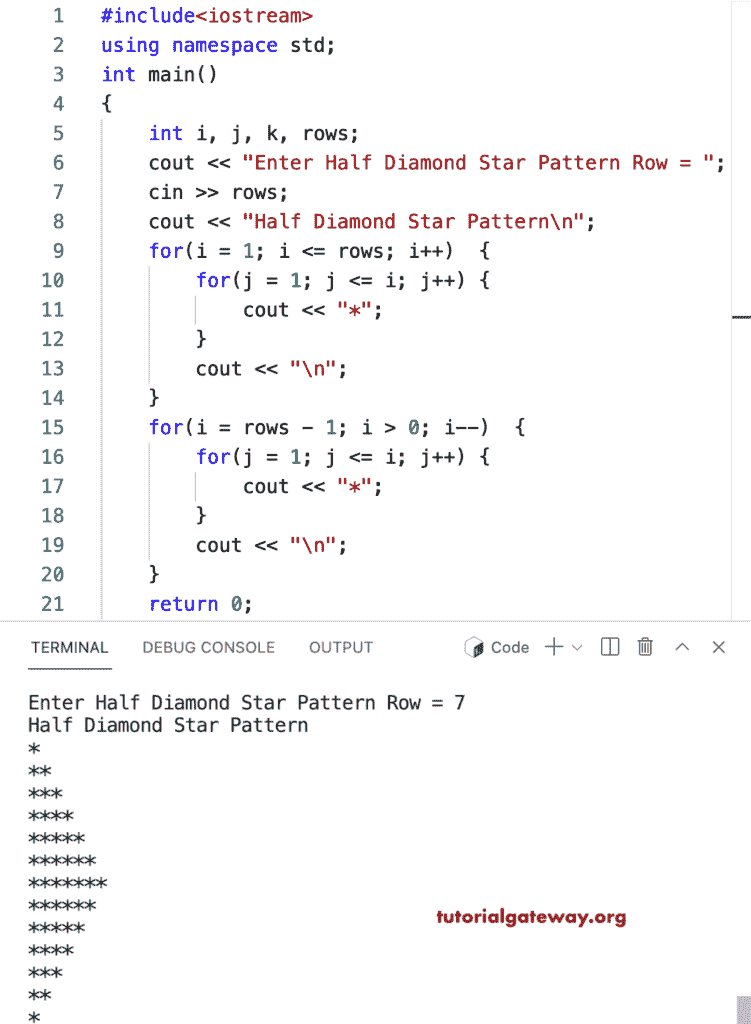 1 #include<iostream>
2 using namespace std;
3 int main()
4 {
5     int i, j, k, rows;
6     cout << "Enter Half Diamond Star Pattern Row = ";
7     cin >> rows;
8     cout << "Half Diamond Star Pattern\n";
9     for(i = 1; i <= rows; i++)  {
10         for(j = 1; j <= i; j++) {
11             cout << "*";
12         }
13         cout << "\n";
14     }
15     for(i = rows - 1; i > 0; i--)  {
16         for(j = 1; j <= i; j++) {
17             cout << "*";
18         }
19         cout << "\n";
20     }
21     return 0;
TERMINAL DEBUG CONSOLE OUTPUT Code
Enter Half Diamond Star Pattern Row = 7
Half Diamond Star Pattern
*
**
***
****
*****
******
*******
******
*****
****
***
**
*
tutorialgateway.org